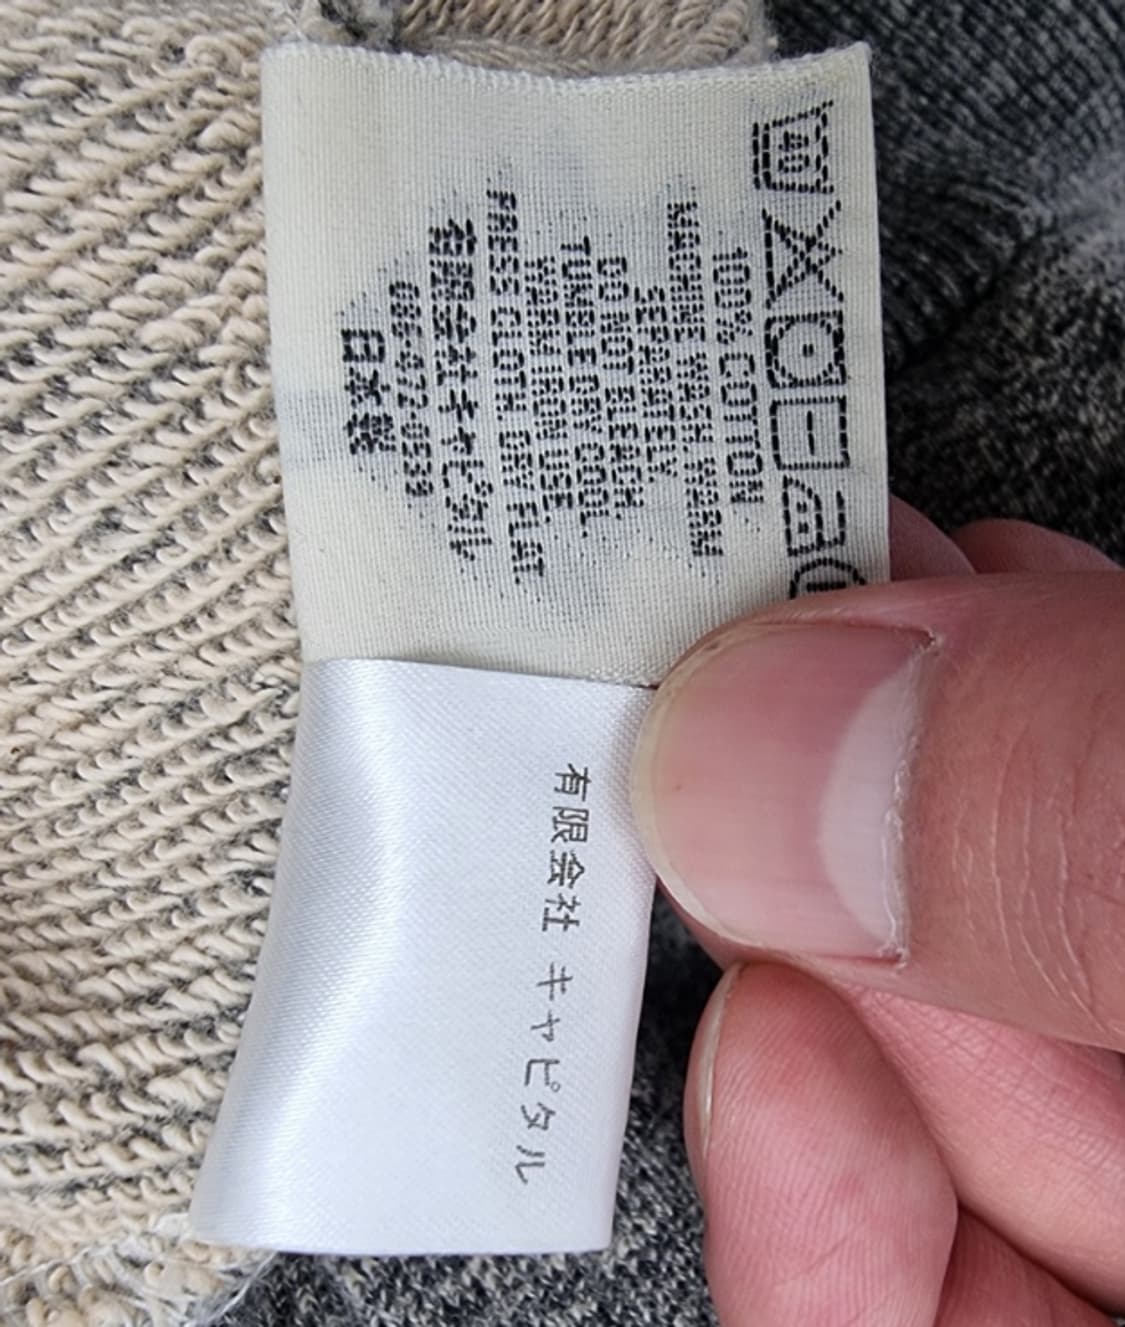 40
100% COTTON
MACHINE WASH, WARM
SEPARATELY
DO NOT BLEACH
TUMBLE DRY COOL
WARM IRON USE
PRESS CLOTH DRY FLAT
有限会社キャピタル
086-472-0539
日本製
有限会社 キャピタル